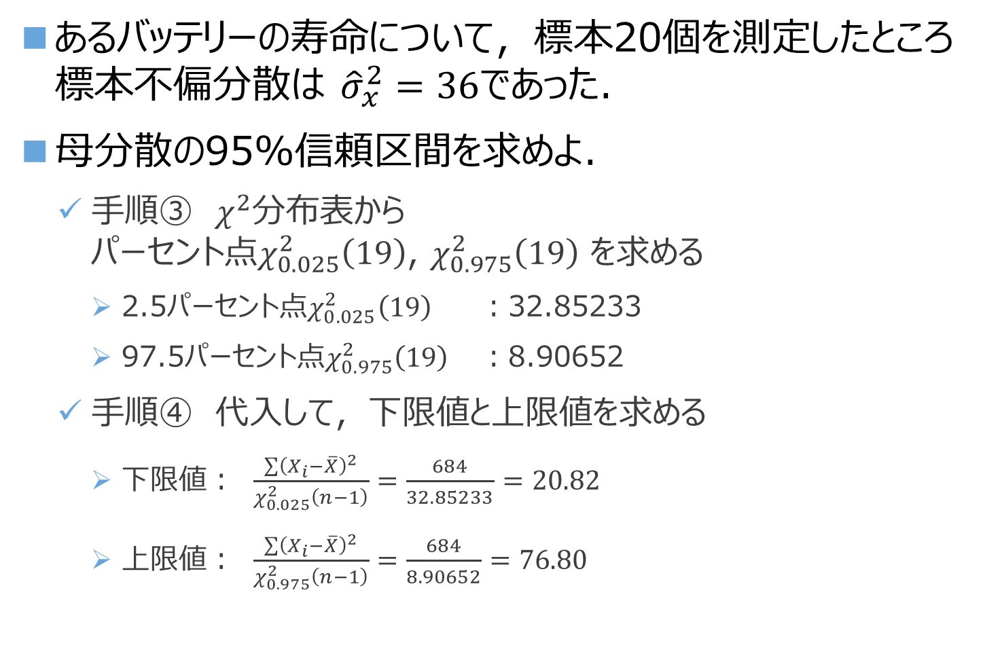 ■あるバッテリーの寿命について，標本20個を測定したところ
標本不偏分散は $\hat{\sigma}_x^2 = 36$であった.
■母分散の95%信頼区間を求めよ.
✓ 手順③　$\chi^2$分布表から
パーセント点$\chi^2_{0.025}(19), \chi^2_{0.975}(19)$ を求める
➢ 2.5パーセント点$\chi^2_{0.025}(19)$ : 32.85233
➢ 97.5パーセント点$\chi^2_{0.975}(19)$ : 8.90652
✓ 手順④　代入して，下限値と上限値を求める
➢ 下限値： $\frac{\sum(X_i-\bar{X})^2}{\chi^2_{0.025}(n-1)} = \frac{684}{32.85233} = 20.82$
➢ 上限値： $\frac{\sum(X_i-\bar{X})^2}{\chi^2_{0.975}(n-1)} = \frac{684}{8.90652} = 76.80$